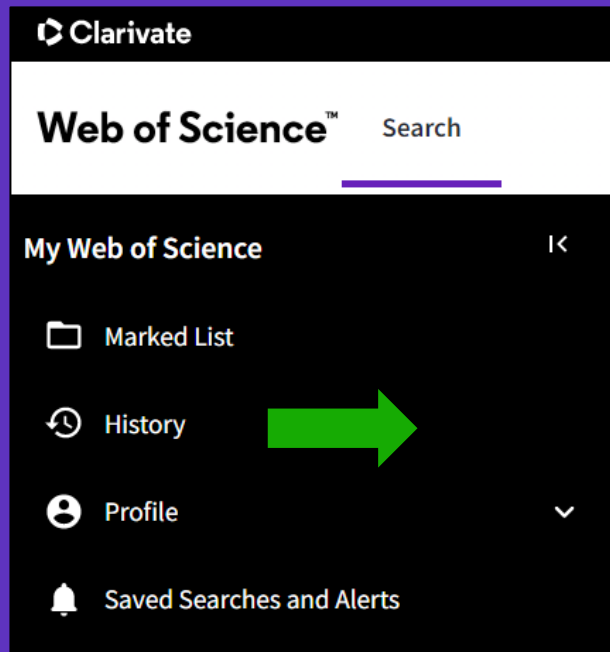 Clarivate
Web of Science™ Search
My Web of Science
Marked List
History
Profile
Saved Searches and Alerts